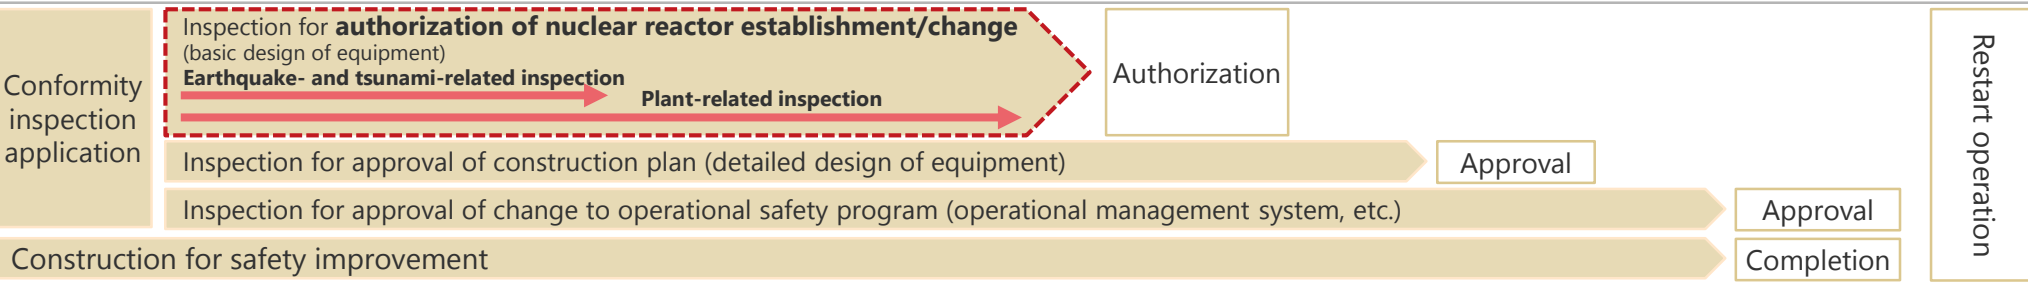 Conformity
inspection
application
Inspection for authorization of nuclear reactor establishment/change
(basic design of equipment)
Earthquake- and tsunami-related inspection
Plant-related inspection
Authorization
Inspection for approval of construction plan (detailed design of equipment)
Approval
Inspection for approval of change to operational safety program (operational management system, etc.)
Approval
Construction for safety improvement
Completion
Restart operation